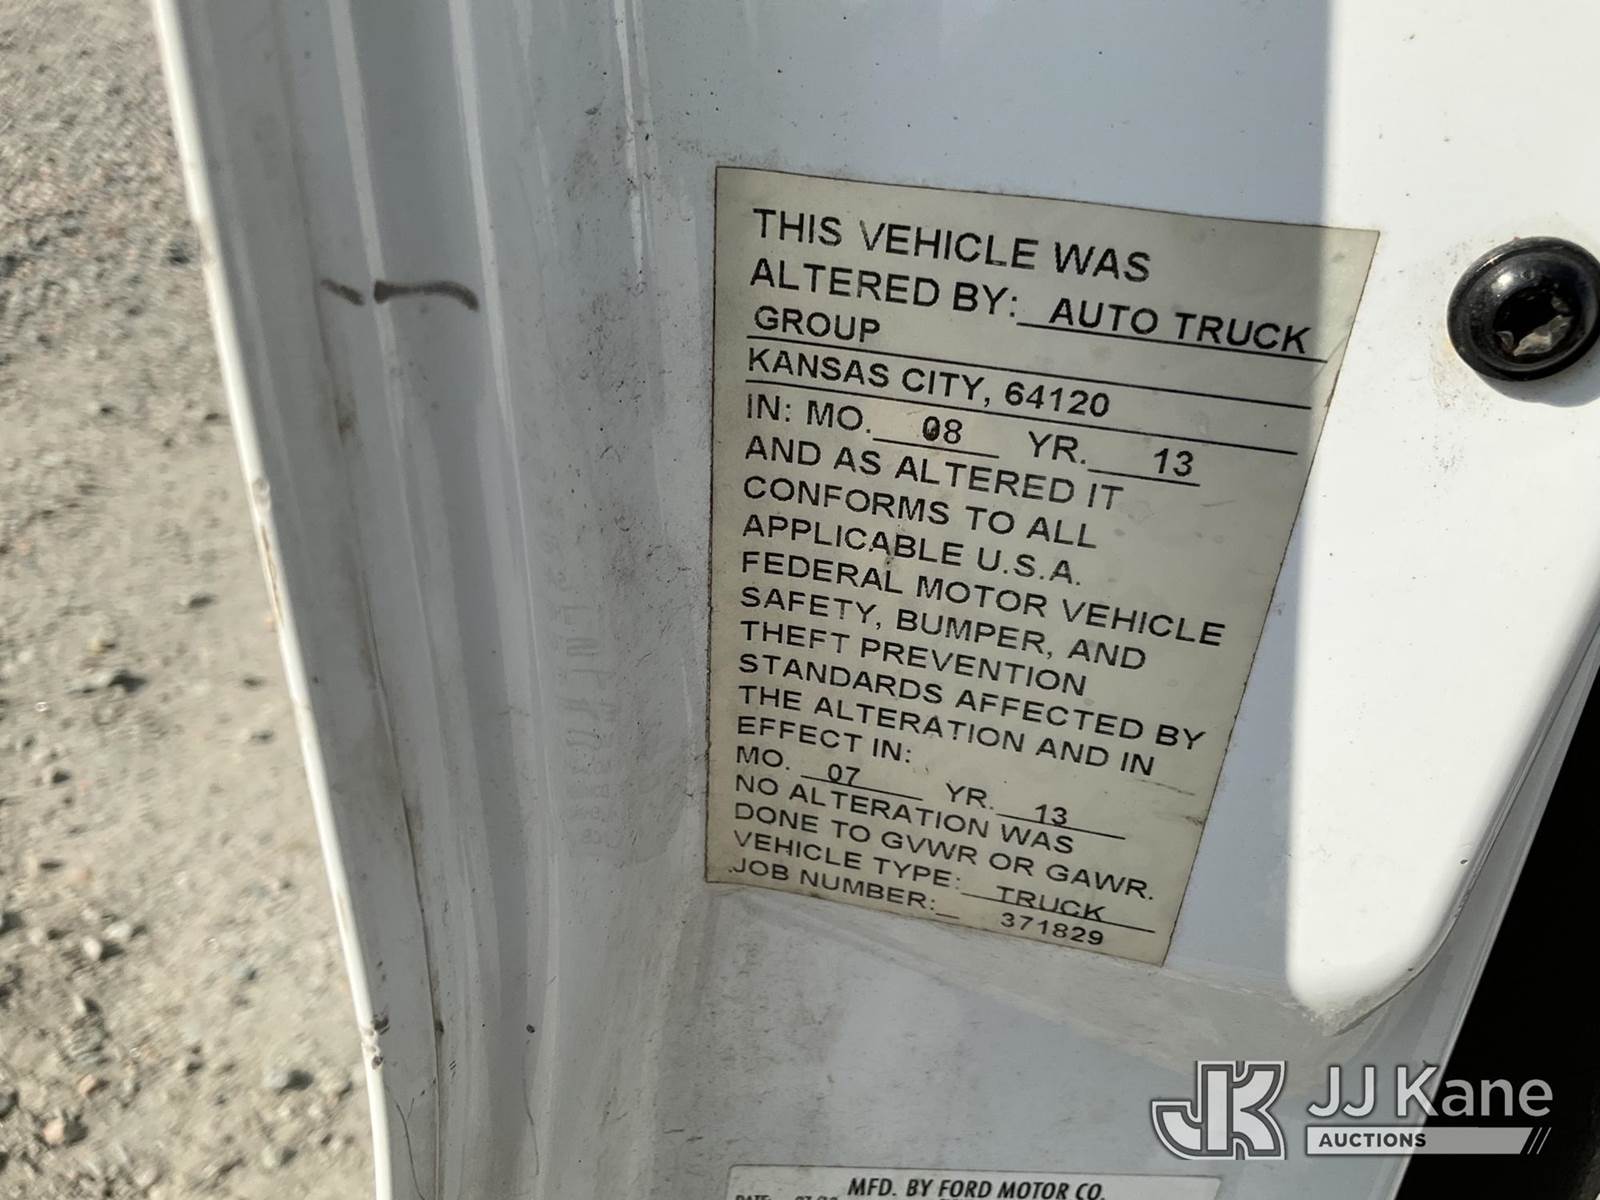 THIS VEHICLE WAS
ALTERED BY: AUTO TRUCK
GROUP
KANSAS CITY, 64120
IN: MO. 08 YR. 13
AND AS ALTERED IT
CONFORMS TO ALL
APPLICABLE U.S.A.
FEDERAL MOTOR VEHICLE
SAFETY, BUMPER, AND
THEFT PREVENTION
STANDARDS AFFECTED BY
THE ALTERATION AND IN
EFFECT IN:
MO. 07 YR. 13
NO ALTERATION WAS
DONE TO GVWR OR GAWR.
VEHICLE TYPE: TRUCK
JOB NUMBER: 371829
MFD. BY FORD MOTOR CO.
DATE:
JK JJ Kane
AUCTIONS